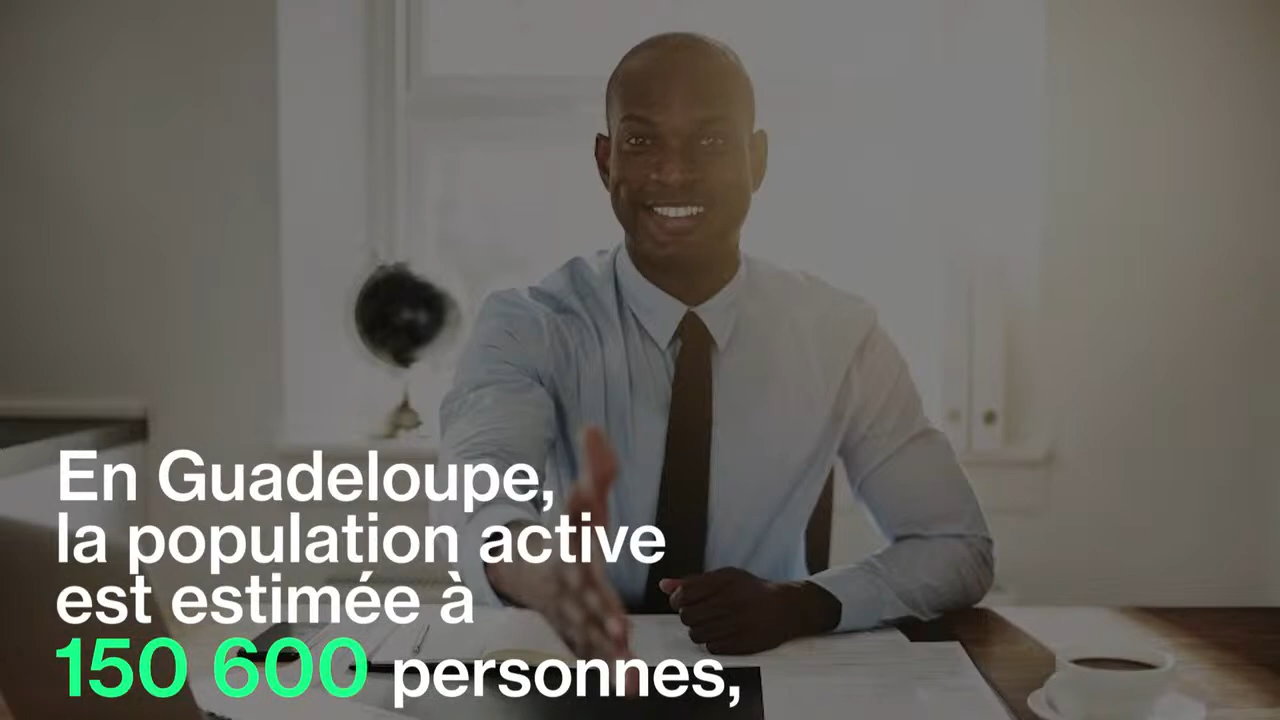 En Guadeloupe,
la population active
est estimée à
150 600 personnes,